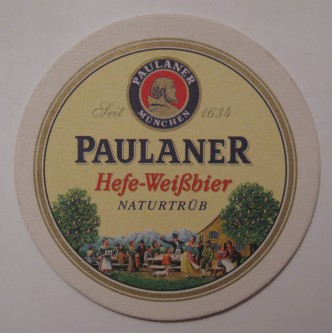 PAULANER
MÜNCHEN
Seit 1634
PAULANER
Hefe-Weißbier
NATURTRÜB